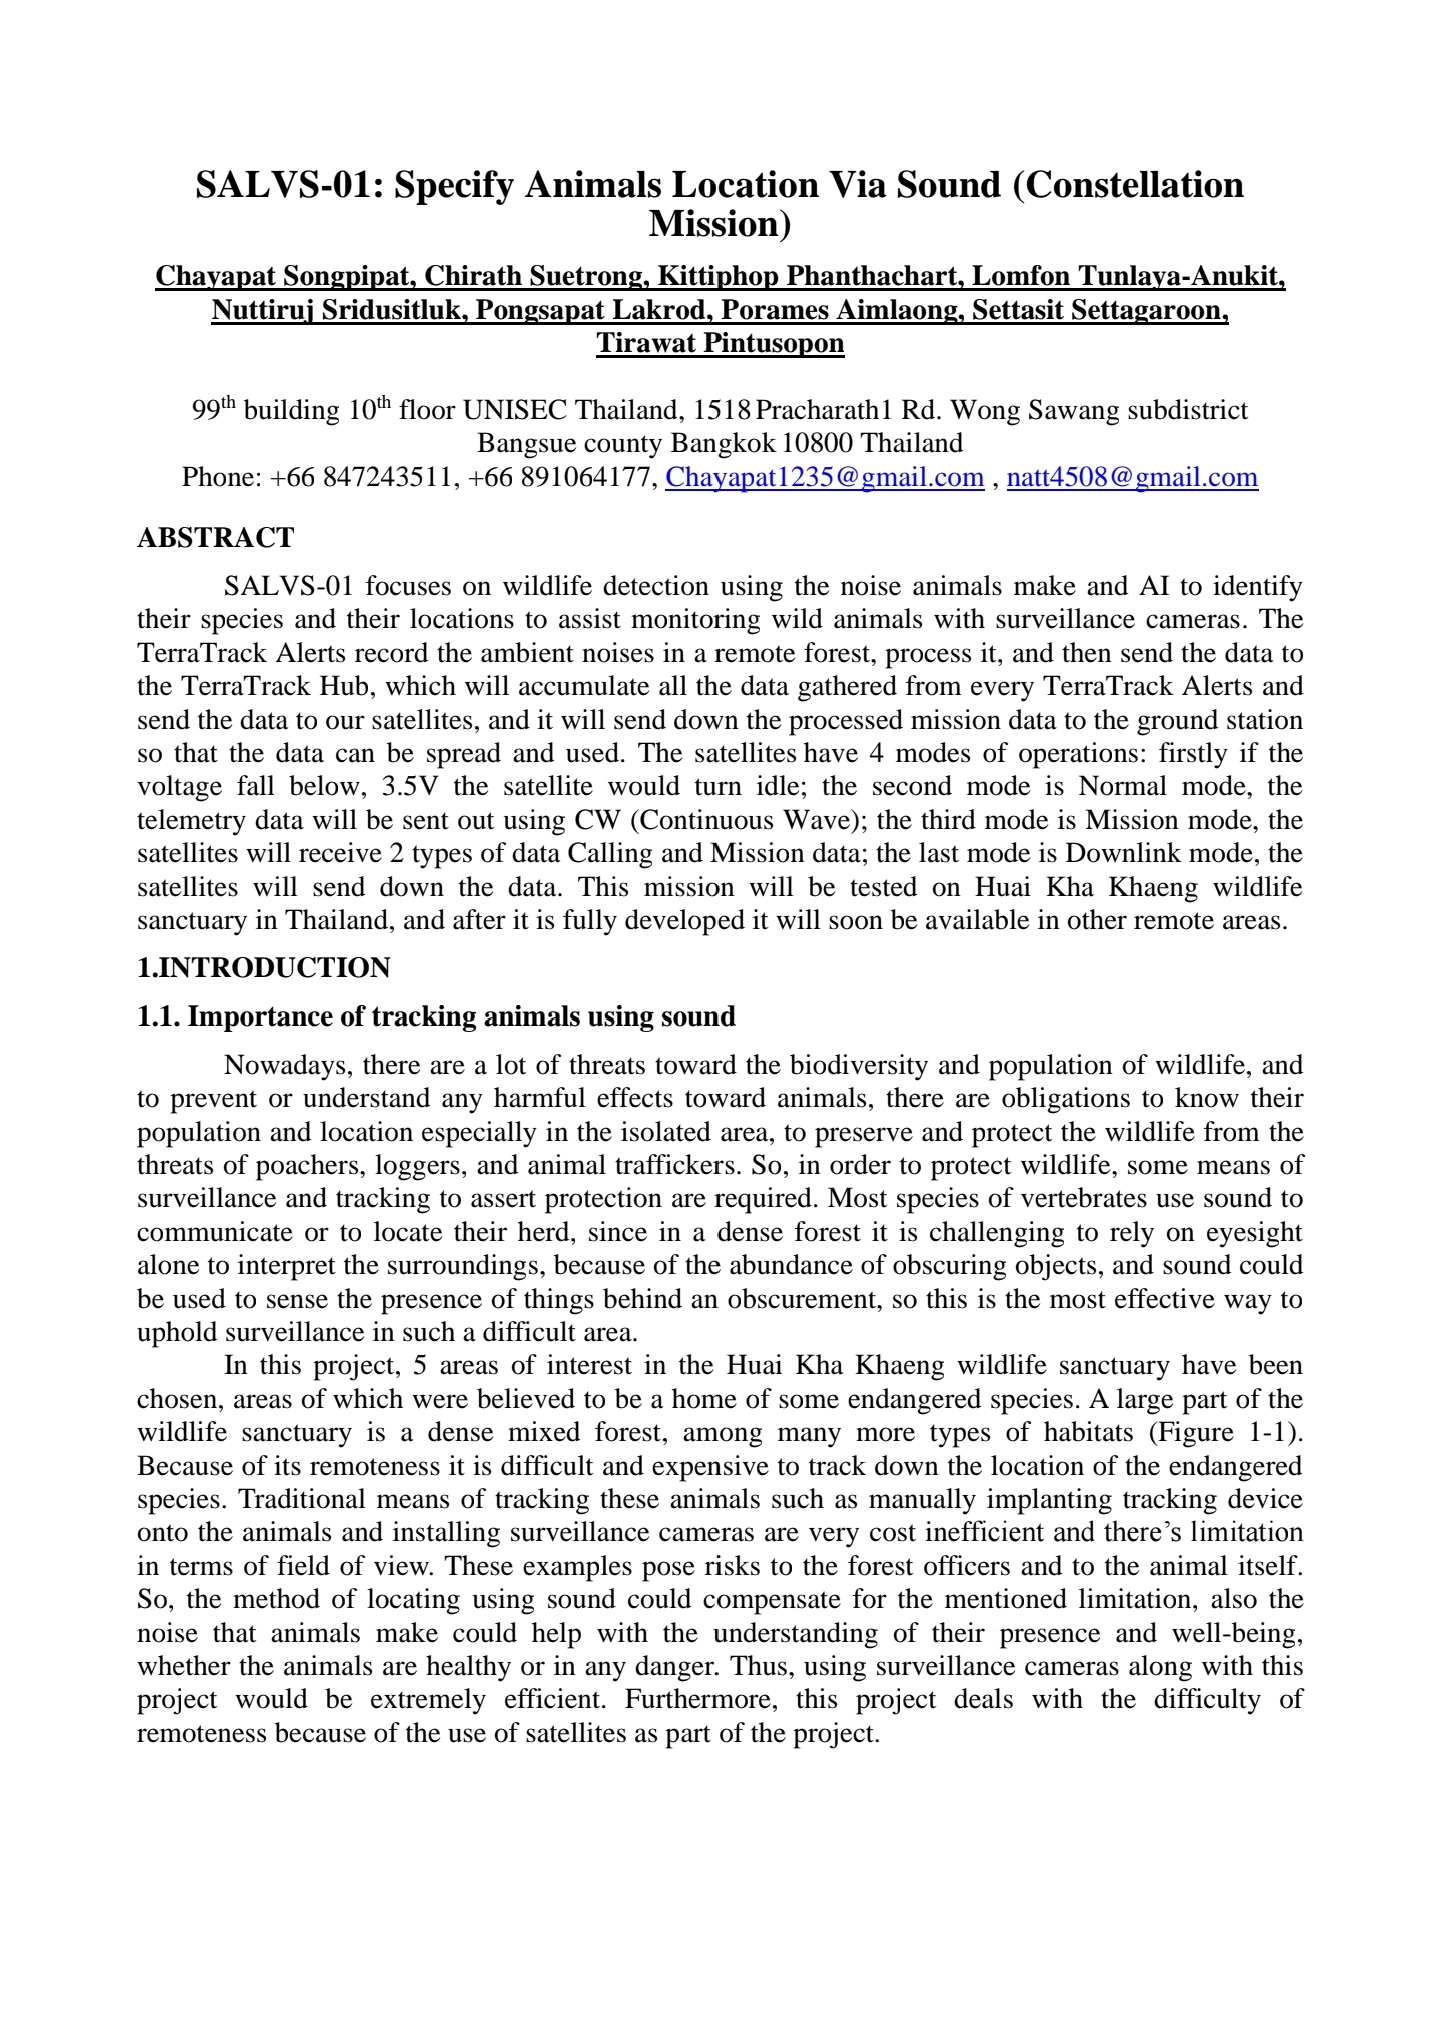 SALVS-01: Specify Animals Location Via Sound (Constellation
Mission)
Chayapat Songpipat, Chirath Suetrong, Kittiphop Phanthachart, Lomfon Tunlaya-Anukit,
Nuttiruj Sridusitluk, Pongsapat Lakrod, Porames Aimlaong, Settasit Settagaroon,
Tirawat Pintusopon
99th building 10th floor UNISEC Thailand, 1518 Pracharath1 Rd. Wong Sawang subdistrict
Bangsue county Bangkok 10800 Thailand
Phone: +66 847243511, +66 891064177, Chayapat1235@gmail.com , natt4508@gmail.com
ABSTRACT
SALVS-01 focuses on wildlife detection using the noise animals make and AI to identify
their species and their locations to assist monitoring wild animals with surveillance cameras. The
TerraTrack Alerts record the ambient noises in a remote forest, process it, and then send the data to
the TerraTrack Hub, which will accumulate all the data gathered from every TerraTrack Alerts and
send the data to our satellites, and it will send down the processed mission data to the ground station
so that the data can be spread and used. The satellites have 4 modes of operations: firstly if the
voltage fall below, 3.5V the satellite would turn idle; the second mode is Normal mode, the
telemetry data will be sent out using CW (Continuous Wave); the third mode is Mission mode, the
satellites will receive 2 types of data Calling and Mission data; the last mode is Downlink mode, the
satellites will send down the data. This mission will be tested on Huai Kha Khaeng wildlife
sanctuary in Thailand, and after it is fully developed it will soon be available in other remote areas.
1.INTRODUCTION
1.1. Importance of tracking animals using sound
Nowadays, there are a lot of threats toward the biodiversity and population of wildlife, and
to prevent or understand any harmful effects toward animals, there are obligations to know their
population and location especially in the isolated area, to preserve and protect the wildlife from the
threats of poachers, loggers, and animal traffickers. So, in order to protect wildlife, some means of
surveillance and tracking to assert protection are required. Most species of vertebrates use sound to
communicate or to locate their herd, since in a dense forest it is challenging to rely on eyesight
alone to interpret the surroundings, because of the abundance of obscuring objects, and sound could
be used to sense the presence of things behind an obscurement, so this is the most effective way to
uphold surveillance in such a difficult area.
In this project, 5 areas of interest in the Huai Kha Khaeng wildlife sanctuary have been
chosen, areas of which were believed to be a home of some endangered species. A large part of the
wildlife sanctuary is a dense mixed forest, among many more types of habitats (Figure 1-1).
Because of its remoteness it is difficult and expensive to track down the location of the endangered
species. Traditional means of tracking these animals such as manually implanting tracking device
onto the animals and installing surveillance cameras are very cost inefficient and there’s limitation
in terms of field of view. These examples pose risks to the forest officers and to the animal itself.
So, the method of locating using sound could compensate for the mentioned limitation, also the
noise that animals make could help with the understanding of their presence and well-being,
whether the animals are healthy or in any danger. Thus, using surveillance cameras along with this
project would be extremely efficient. Furthermore, this project deals with the difficulty of
remoteness because of the use of satellites as part of the project.